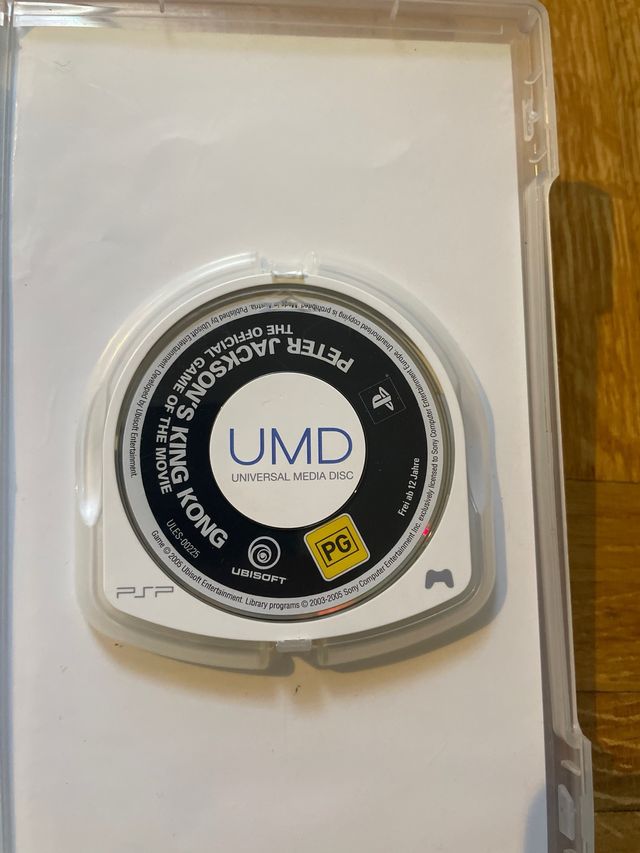 PETER JACKSON'S KING KONG
THE OFFICIAL GAME OF THE MOVIE
UMD
UNIVERSAL MEDIA DISC
ULES-00225
UBISOFT
PG
Frei ab 12 Jahre
PSP
Game © 2005 Ubisoft Entertainment. Library programs © 2003-2005 Sony Computer Entertainment Inc. exclusively licensed to Sony Computer Entertainment Europe. Unauthorised copying is prohibited. Made in Austria. Published by Ubisoft Entertainment. Developed by Ubisoft Entertainment.